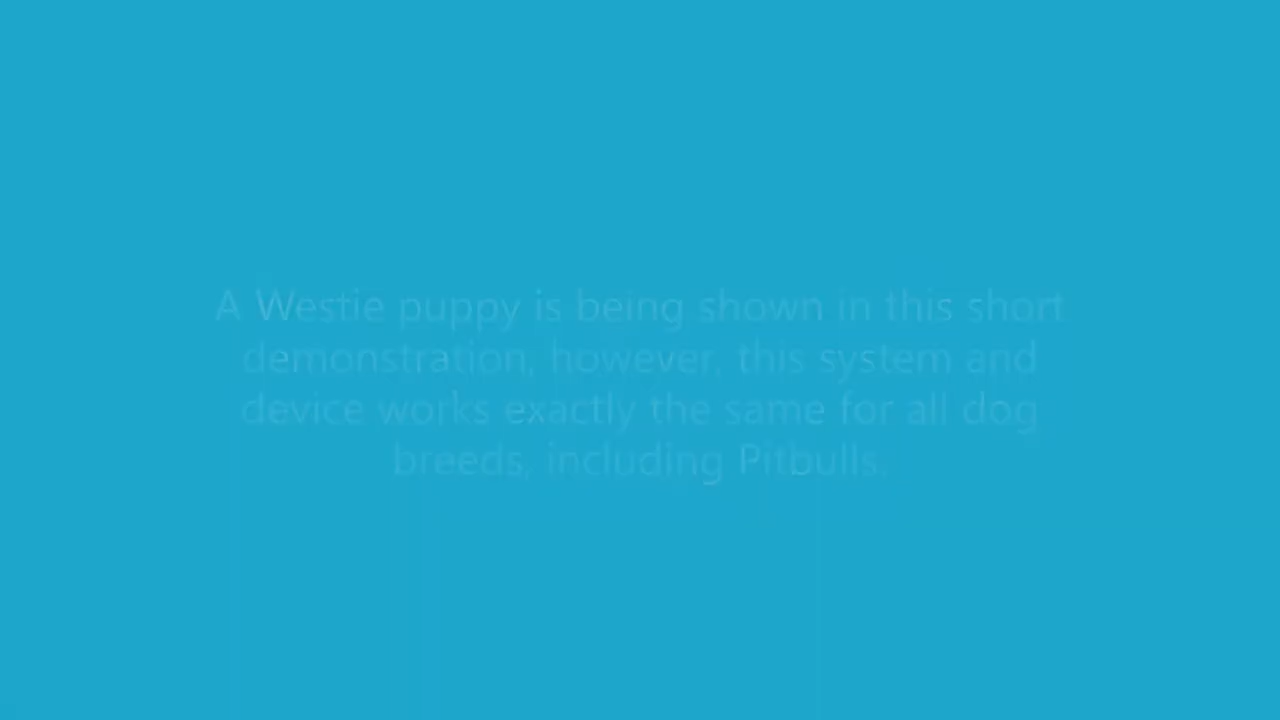 A Westie puppy is being shown in this short
demonstration, however, this system and
device works exactly the same for all dog
breeds, including Pitbulls.